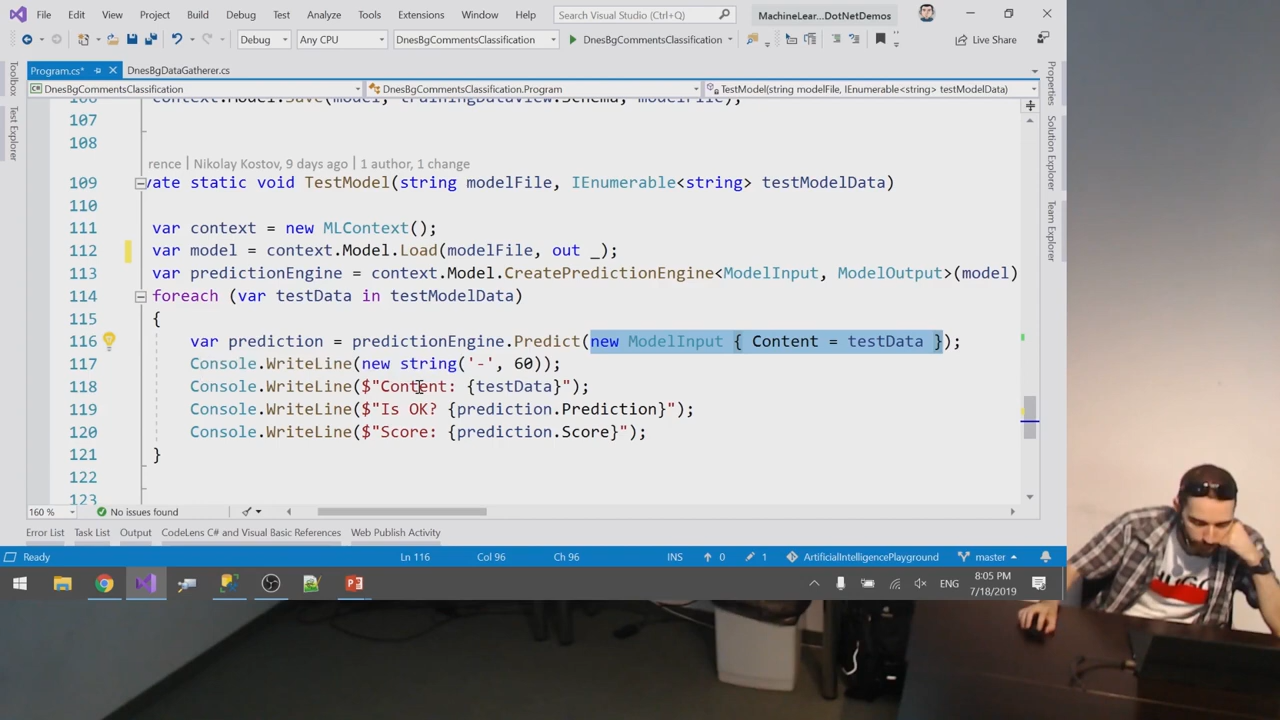 File Edit View Project Build Debug Test Analyze Tools Extensions Window Help Search Visual Studio MachineLear...DotNetDemos
Debug Any CPU DnesBgCommentsClassification DnesBgCommentsClassification Live Share
Program.cs* DnesBgDataGatherer.cs
DnesBgCommentsClassification DnesBgCommentsClassification.Program TestModel(string modelFile, IEnumerable<string> testModelData)
Toolbox
Test Explorer
Properties
Solution Explorer
Team Explorer
106 context.Model.Save(model, trainingDataView.Schema, modelFile);
107
108
rence | Nikolay Kostov, 9 days ago | 1 author, 1 change
109 vate static void TestModel(string modelFile, IEnumerable<string> testModelData)
110
111 var context = new MLContext();
112 var model = context.Model.Load(modelFile, out _);
113 var predictionEngine = context.Model.CreatePredictionEngine<ModelInput, ModelOutput>(model)
114 foreach (var testData in testModelData)
115 {
116 var prediction = predictionEngine.Predict(new ModelInput { Content = testData });
117 Console.WriteLine(new string('-', 60));
118 Console.WriteLine($"Content: {testData}");
119 Console.WriteLine($"Is OK? {prediction.Prediction}");
120 Console.WriteLine($"Score: {prediction.Score}");
121 }
122
123
160 % No issues found
Error List Task List Output CodeLens C# and Visual Basic References Web Publish Activity
Ready Ln 116 Col 96 Ch 96 INS 0 1 ArtificialIntelligencePlayground master
ENG 8:05 PM
7/18/2019